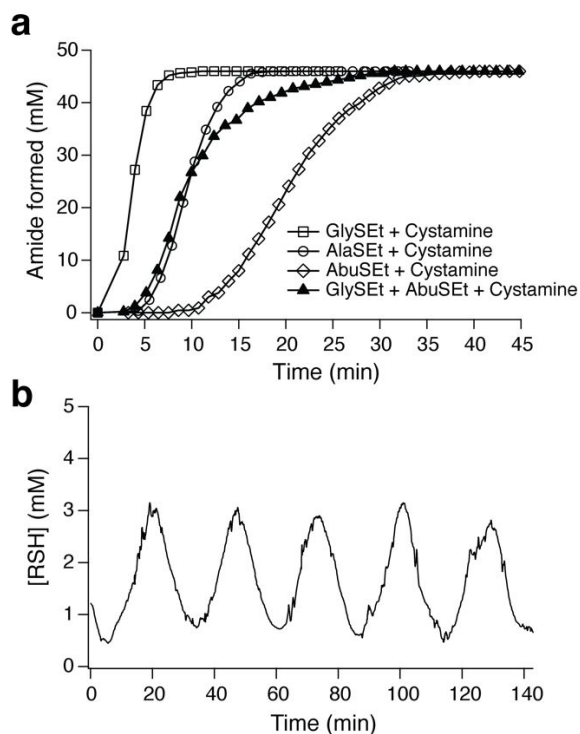 a
50
40
30
20
10
0
Amide formed (mM)
GlySEt + Cystamine
AlaSEt + Cystamine
AbuSEt + Cystamine
GlySEt + AbuSEt + Cystamine
0 5 10 15 20 25 30 35 40 45
Time (min)
b
5
4
3
2
1
0
[RSH] (mM)
0 20 40 60 80 100 120 140
Time (min)